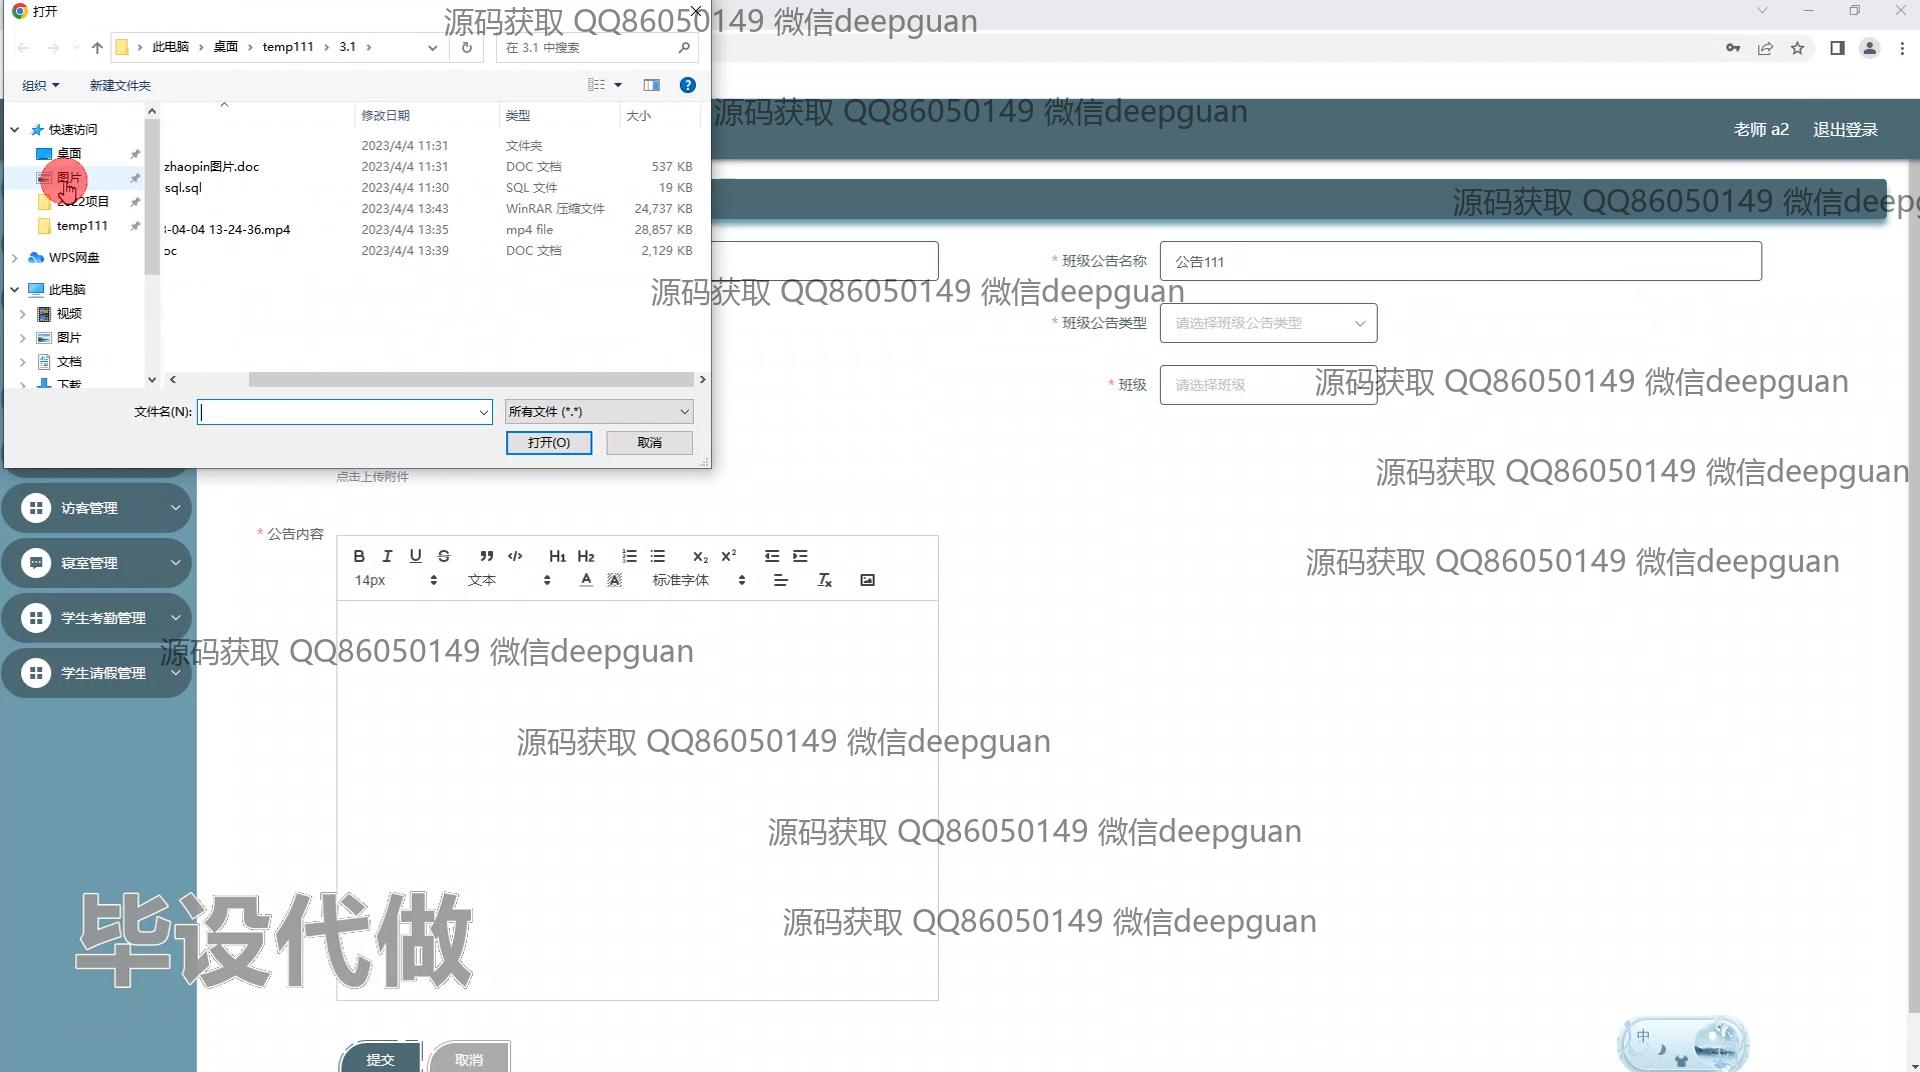 打开
源码获取 QQ86050149 微信deepguan
此电脑 桌面 temp111 3.1
在 3.1 中搜索
组织 新建文件夹
修改日期 类型 大小
源码获取 QQ86050149 微信deepguan
老师 a2 退出登录
快速访问
桌面
图片
2022项目
temp111
WPS网盘
此电脑
视频
图片
文档
下载
2023/4/4 11:31 文件夹
zhaopin图片.doc 2023/4/4 11:31 DOC 文档 537 KB
sql.sql 2023/4/4 11:30 SQL 文件 19 KB
2023/4/4 13:43 WinRAR 压缩文件 24,737 KB
-04-04 13-24-36.mp4 2023/4/4 13:35 mp4 file 28,857 KB
oc 2023/4/4 13:39 DOC 文档 2,129 KB
源码获取 QQ86050149 微信deep
* 班级公告名称 公告111
源码获取 QQ86050149 微信deepguan
* 班级公告类型 请选择班级公告类型
* 班级 请选择班级
源码获取 QQ86050149 微信deepguan
文件名(N): 所有文件 (*.*)
打开(O) 取消
点击上传附件
源码获取 QQ86050149 微信deepguan
访客管理
寝室管理
学生考勤管理
学生请假管理
* 公告内容
B I U S H1 H2 X2 X2
14px 文本 A A 标准字体
源码获取 QQ86050149 微信deepguan
源码获取 QQ86050149 微信deepguan
源码获取 QQ86050149 微信deepguan
源码获取 QQ86050149 微信deepguan
源码获取 QQ86050149 微信deepguan
毕设代做
中
提交 取消